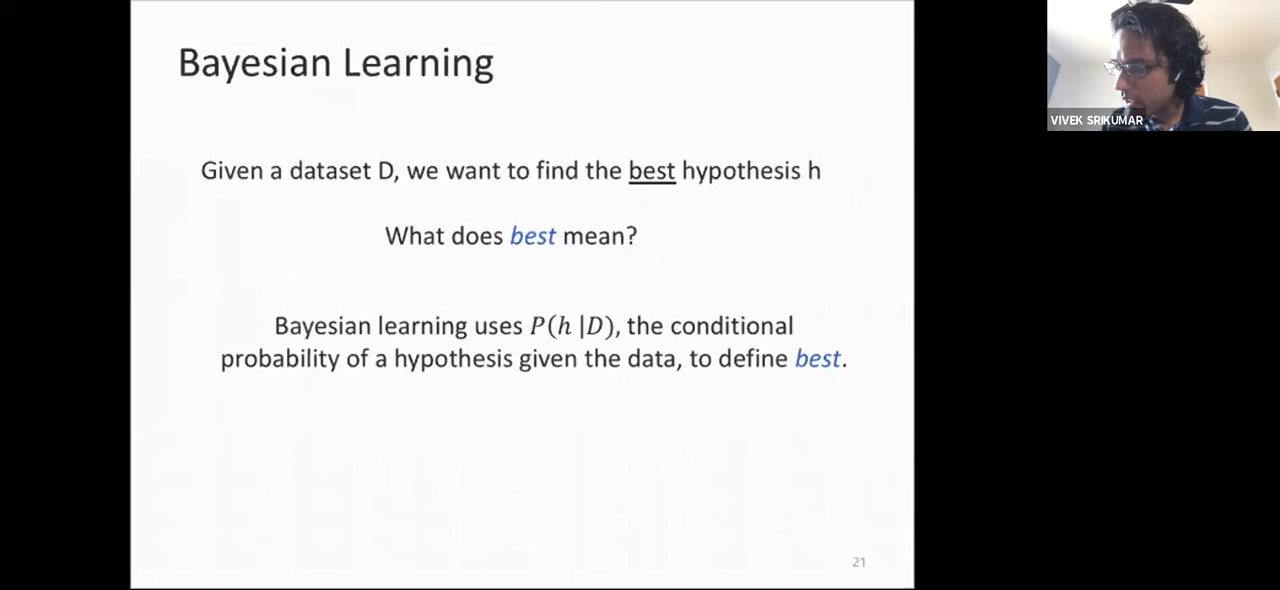 Bayesian Learning
VIVEK SRIKUMAR
Given a dataset D, we want to find the best hypothesis h
What does best mean?
Bayesian learning uses P(h |D), the conditional
probability of a hypothesis given the data, to define best.
21